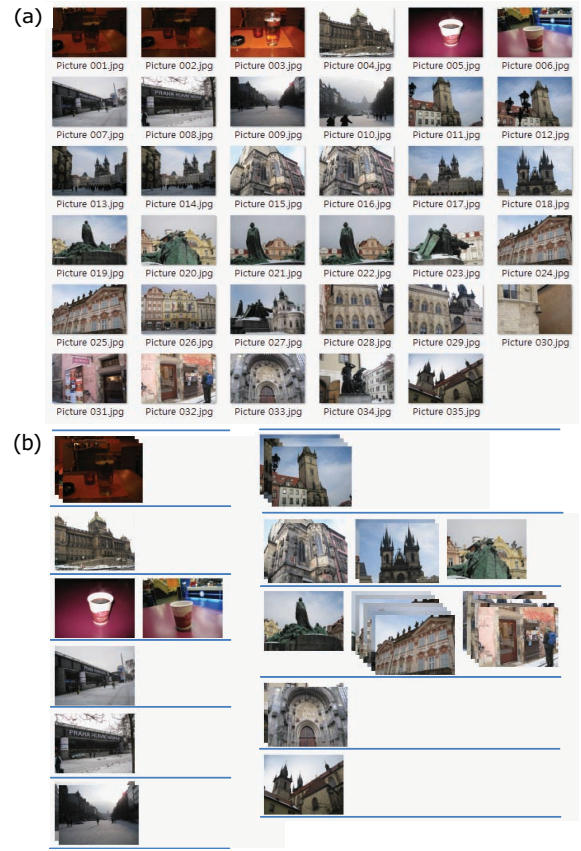 (a)
Picture 001.jpg Picture 002.jpg Picture 003.jpg Picture 004.jpg Picture 005.jpg Picture 006.jpg
Picture 007.jpg Picture 008.jpg Picture 009.jpg Picture 010.jpg Picture 011.jpg Picture 012.jpg
Picture 013.jpg Picture 014.jpg Picture 015.jpg Picture 016.jpg Picture 017.jpg Picture 018.jpg
Picture 019.jpg Picture 020.jpg Picture 021.jpg Picture 022.jpg Picture 023.jpg Picture 024.jpg
Picture 025.jpg Picture 026.jpg Picture 027.jpg Picture 028.jpg Picture 029.jpg Picture 030.jpg
Picture 031.jpg Picture 032.jpg Picture 033.jpg Picture 034.jpg Picture 035.jpg
(b)
PRAHA HLAVNÍ